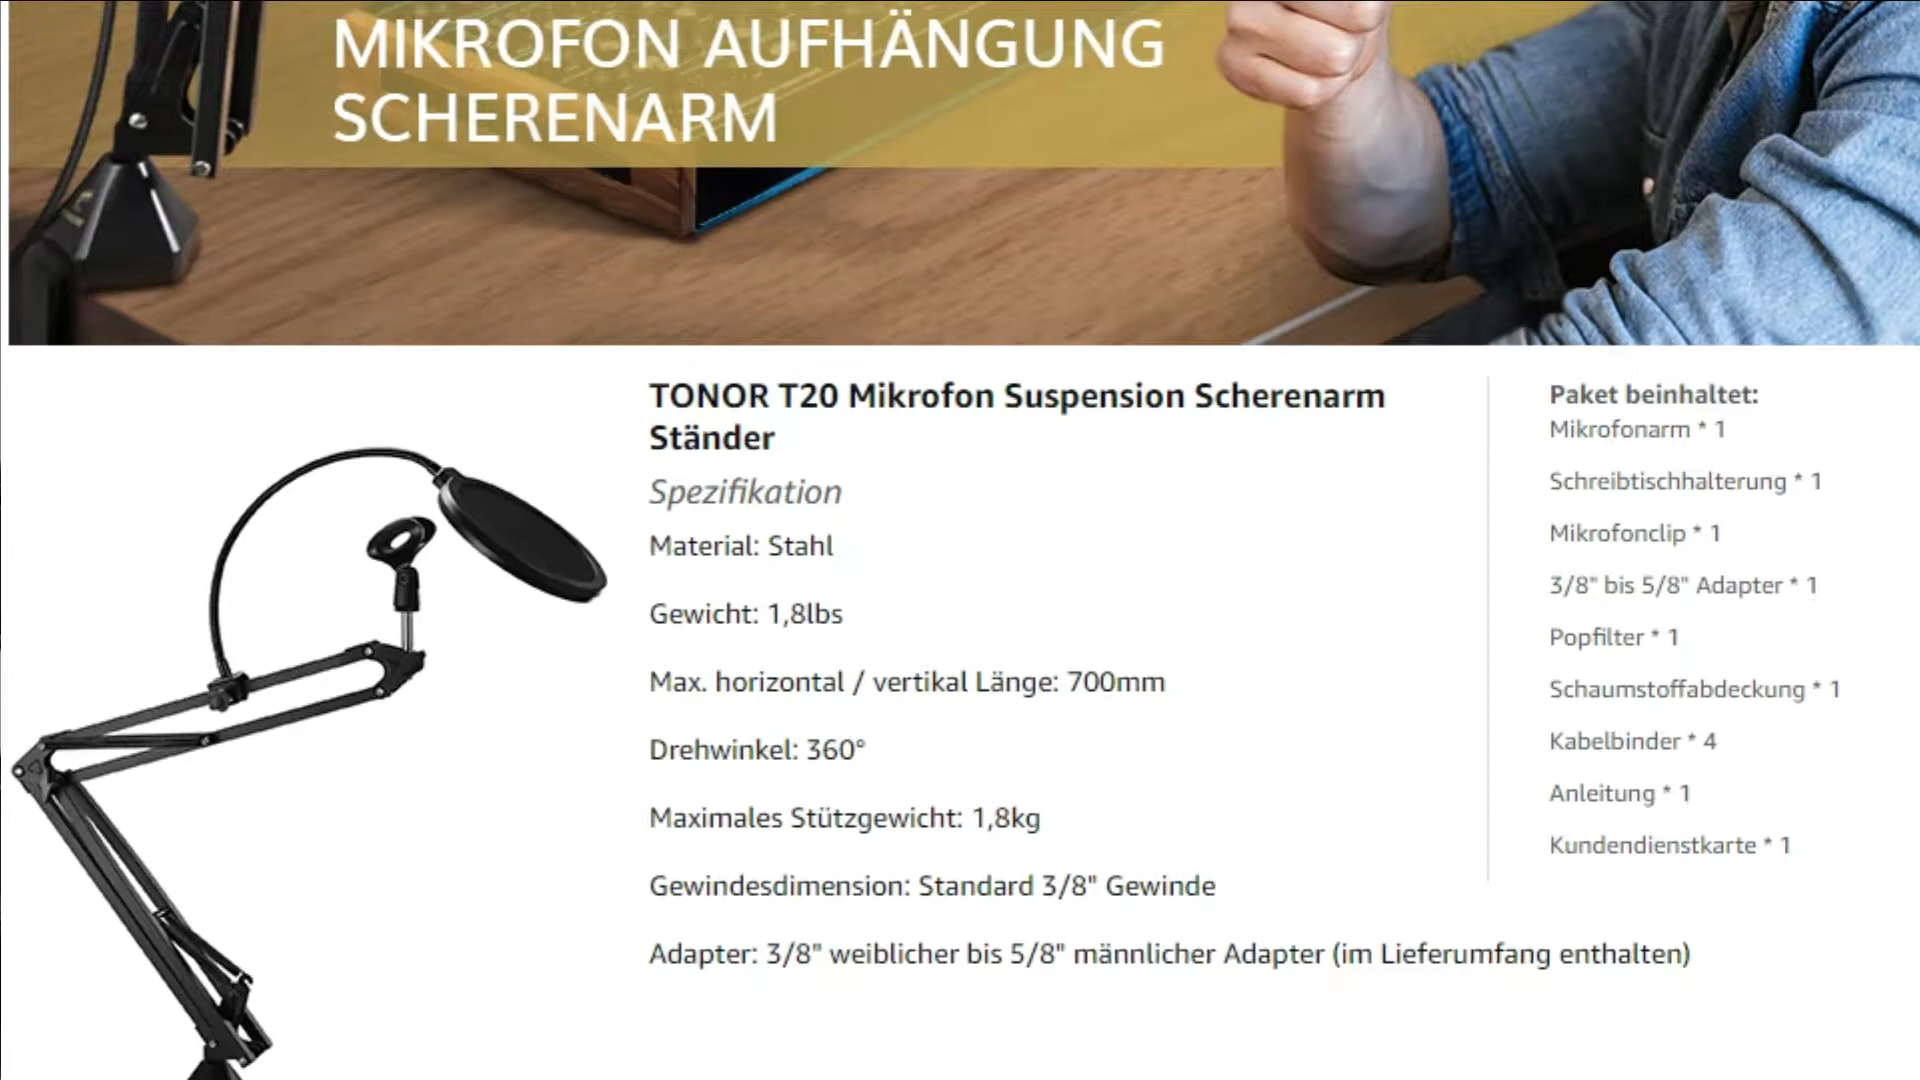 MIKROFON AUFHÄNGUNG
SCHERENARM
TONOR T20 Mikrofon Suspension Scherenarm
Ständer
Spezifikation
Material: Stahl
Gewicht: 1,8lbs
Max. horizontal / vertikal Länge: 700mm
Drehwinkel: 360°
Maximales Stützgewicht: 1,8kg
Gewindesdimension: Standard 3/8" Gewinde
Adapter: 3/8" weiblicher bis 5/8" männlicher Adapter (im Lieferumfang enthalten)
Paket beinhaltet:
Mikrofonarm * 1
Schreibtischhalterung * 1
Mikrofonclip * 1
3/8" bis 5/8" Adapter * 1
Popfilter * 1
Schaumstoffabdeckung * 1
Kabelbinder * 4
Anleitung * 1
Kundendienstkarte * 1